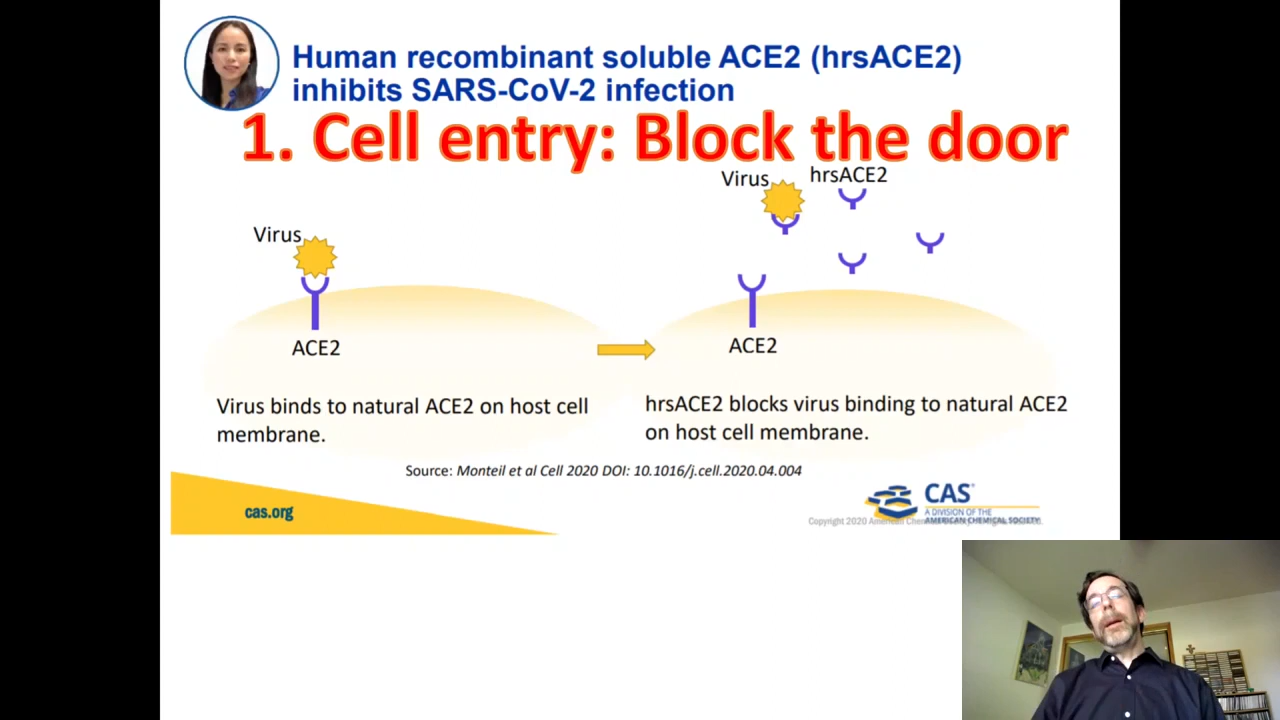 Human recombinant soluble ACE2 (hrsACE2)
inhibits SARS-CoV-2 infection
1. Cell entry: Block the door
Virus
hrsACE2
Virus
ACE2
ACE2
Virus binds to natural ACE2 on host cell
membrane.
hrsACE2 blocks virus binding to natural ACE2
on host cell membrane.
Source: Monteil et al Cell 2020 DOI: 10.1016/j.cell.2020.04.004
cas.org
CAS
A DIVISION OF THE
AMERICAN CHEMICAL SOCIETY
Copyright 2020 American